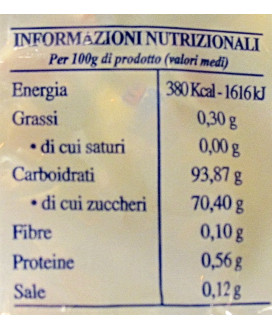 INFORMAZIONI NUTRIZIONALI
Per 100g di prodotto (valori medi)
Energia 380 Kcal - 1616 kJ
Grassi 0,30 g
• di cui saturi 0,00 g
Carboidrati 93,87 g
• di cui zuccheri 70,40 g
Fibre 0,10 g
Proteine 0,56 g
Sale 0,12 g